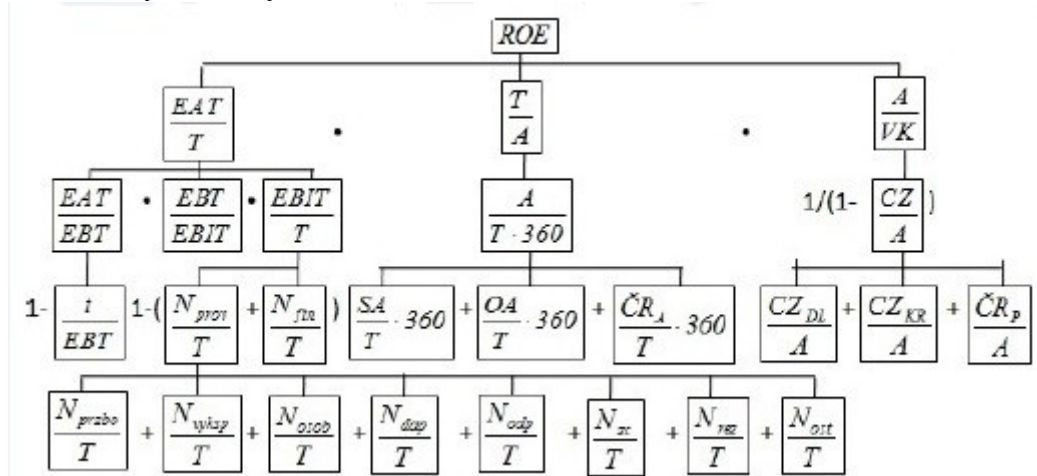 ROE
EAT/T • T/A • A/VK
EAT/EBT • EBT/EBIT • EBIT/T A/T · 360 1/(1- CZ/A )
1- t/EBT 1-( N_prov/T + N_fin/T ) SA/T · 360 + OA/T · 360 + ČR_A/T · 360 CZ_DL/A + CZ_KR/A + ČR_P/A
N_przbo/T + N_vyksp/T + N_osob/T + N_dap/T + N_odp/T + N_zc/T + N_rez/T + N_ost/T